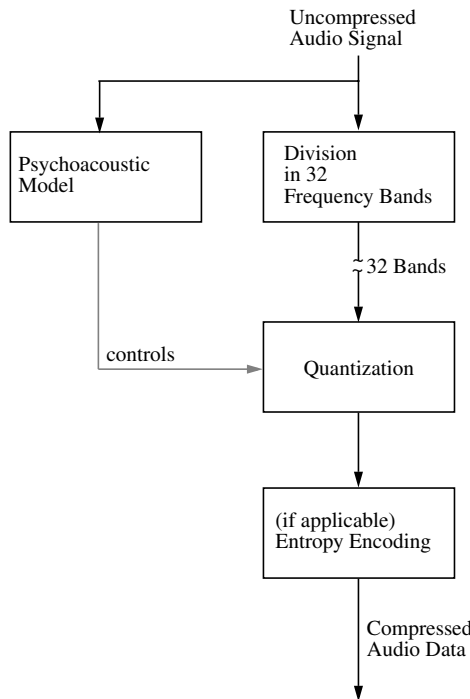 Uncompressed
Audio Signal
Psychoacoustic
Model
Division
in 32
Frequency Bands
32 Bands
controls
Quantization
(if applicable)
Entropy Encoding
Compressed
Audio Data